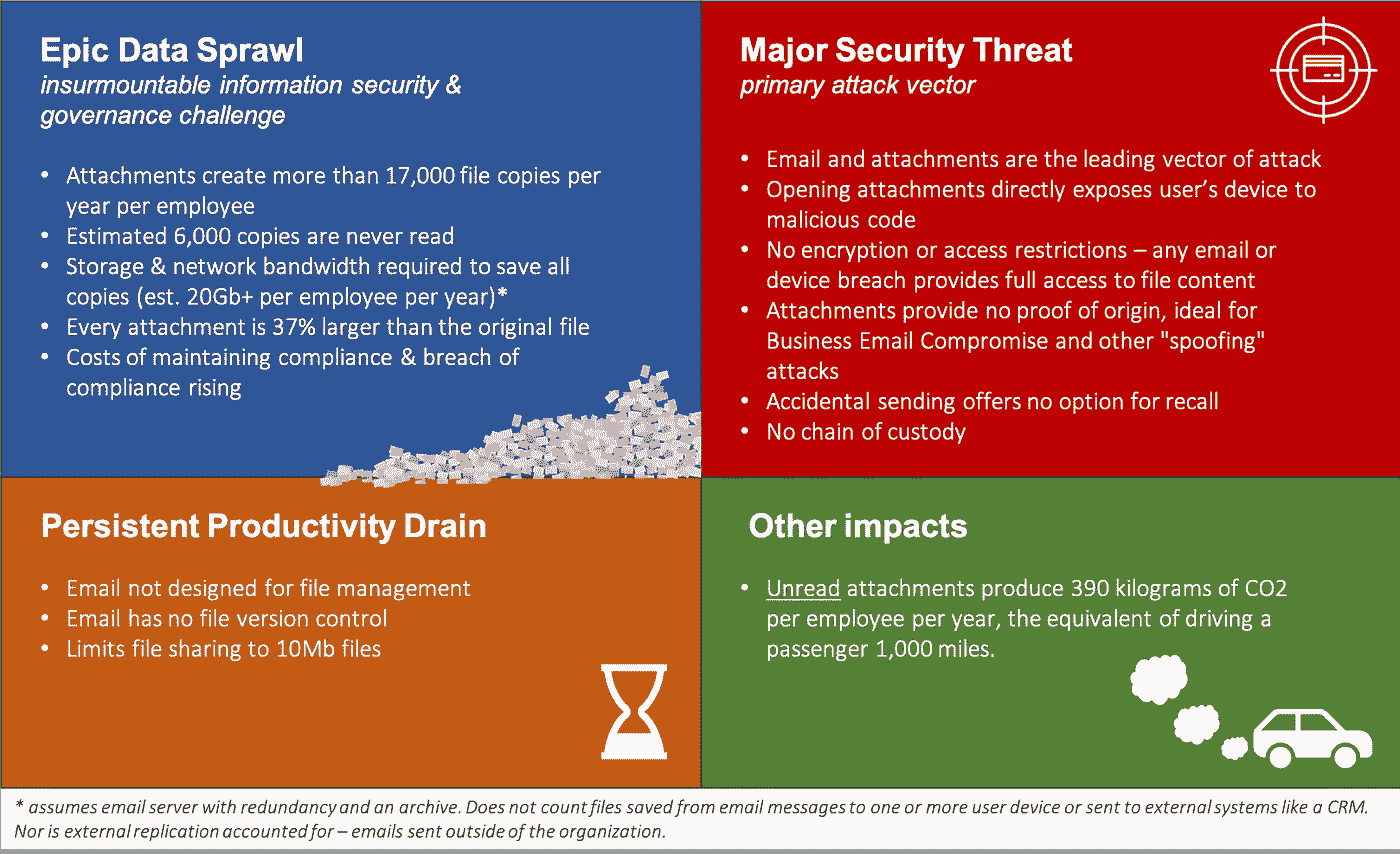 Epic Data Sprawl
insurmountable information security &
governance challenge
• Attachments create more than 17,000 file copies per
year per employee
• Estimated 6,000 copies are never read
• Storage & network bandwidth required to save all
copies (est. 20Gb+ per employee per year)*
• Every attachment is 37% larger than the original file
• Costs of maintaining compliance & breach of
compliance rising
Major Security Threat
primary attack vector
• Email and attachments are the leading vector of attack
• Opening attachments directly exposes user's device to
malicious code
• No encryption or access restrictions – any email or
device breach provides full access to file content
• Attachments provide no proof of origin, ideal for
Business Email Compromise and other "spoofing"
attacks
• Accidental sending offers no option for recall
• No chain of custody
Persistent Productivity Drain
• Email not designed for file management
• Email has no file version control
• Limits file sharing to 10Mb files
Other impacts
• Unread attachments produce 390 kilograms of CO2
per employee per year, the equivalent of driving a
passenger 1,000 miles.
* assumes email server with redundancy and an archive. Does not count files saved from email messages to one or more user device or sent to external systems like a CRM.
Nor is external replication accounted for – emails sent outside of the organization.